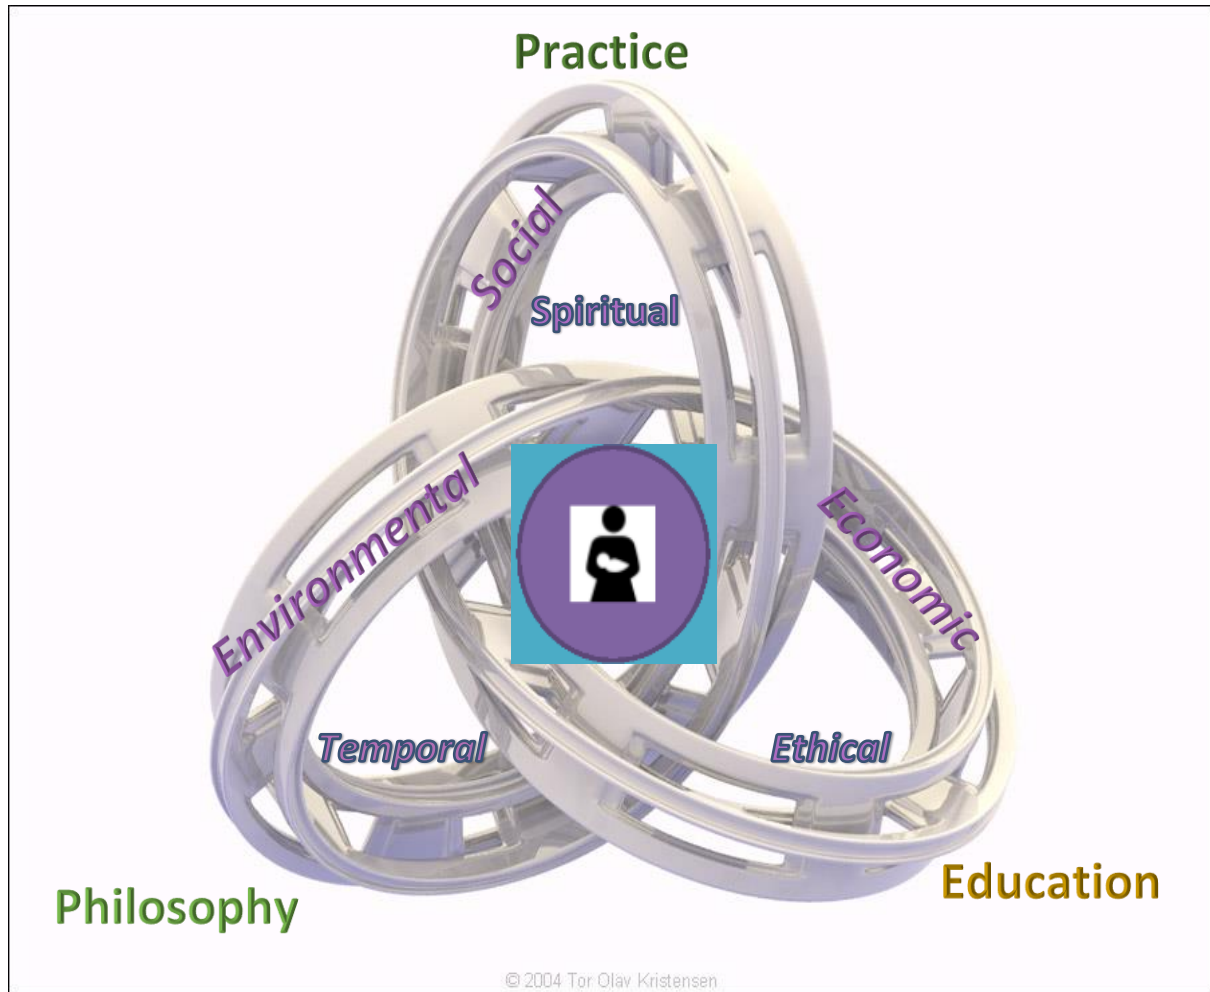 Practice
Social
Spiritual
Environmental
Economic
Temporal
Ethical
Philosophy
Education
© 2004 Tor Olav Kristensen